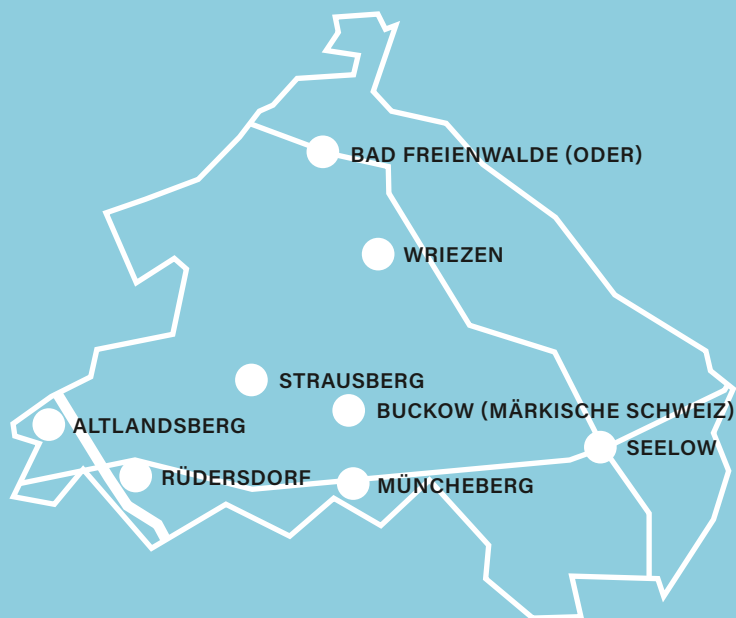 BAD FREIENWALDE (ODER)
WRIEZEN
STRAUSBERG
BUCKOW (MÄRKISCHE SCHWEIZ)
ALTLANDSBERG
SEELOW
RÜDERSDORF
MÜNCHEBERG